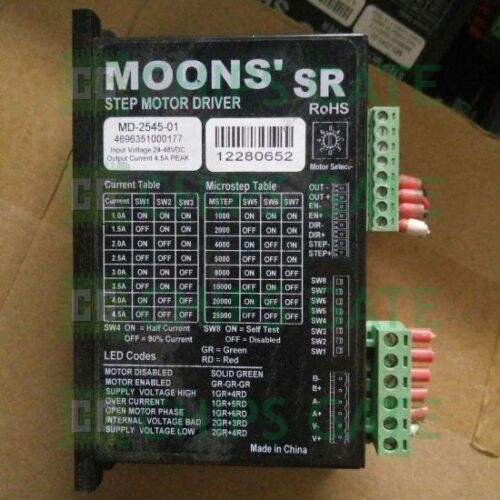 MOONS' SR
STEP MOTOR DRIVER
RoHS
MD-2545-01
4696351000177
Input Voltage 24-48VDC
Output Current 4.5A PEAK
12280652
Motor Select
Current Table
Current SW1 SW2 SW3
1.0A ON ON ON
1.5A OFF ON ON
2.0A ON OFF ON
2.5A OFF OFF ON
3.0A ON ON OFF
3.5A OFF ON OFF
4.0A ON OFF OFF
4.5A OFF OFF OFF
SW4 ON = Half Current
OFF = 90% Current
Microstep Table
MSTEP SW5 SW6 SW7
1000 ON ON ON
2000 OFF ON ON
4000 ON OFF ON
5000 OFF OFF ON
8000 ON ON OFF
10000 OFF ON OFF
20000 ON OFF OFF
25000 OFF OFF OFF
SW8 ON = Self Test
OFF = Disabled
LED Codes
GR = Green
RD = Red
MOTOR DISABLED SOLID GREEN
MOTOR ENABLED GR-GR-GR
SUPPLY VOLTAGE HIGH 1GR+4RD
OVER CURRENT 1GR+5RD
OPEN MOTOR PHASE 1GR+6RD
INTERNAL VOLTAGE BAD 2GR+3RD
SUPPLY VOLTAGE LOW 2GR+4RD
Made in China
OUT -
OUT +
EN-
EN+
DIR-
DIR+
STEP-
STEP+
SW8
SW7
SW6
SW5
SW4
SW3
SW2
SW1
B-
B+
A-
A+
V-
V+